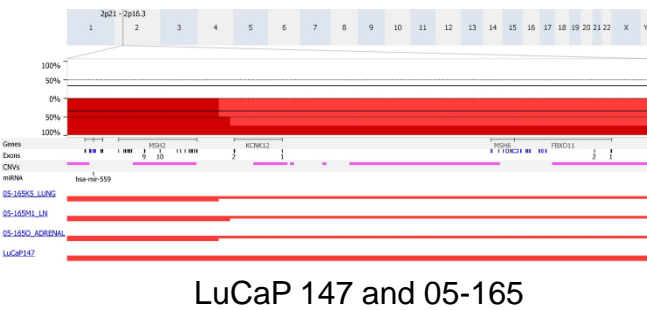 2p21 - 2p16.3
1 2 3 4 5 6 7 8 9 10 11 12 13 14 15 16 17 18 19 20 21 22 X Y
100%
50%
0%
50%
100%
Genes MSH2 KCNK12 MSH6 FBXO11
Exons 9 10 2 1 2 1
CNVs
miRNA hsa-mir-559
05-165K5_LUNG
05-165M1_LN
05-165O_ADRENAL
LuCaP147
LuCaP 147 and 05-165